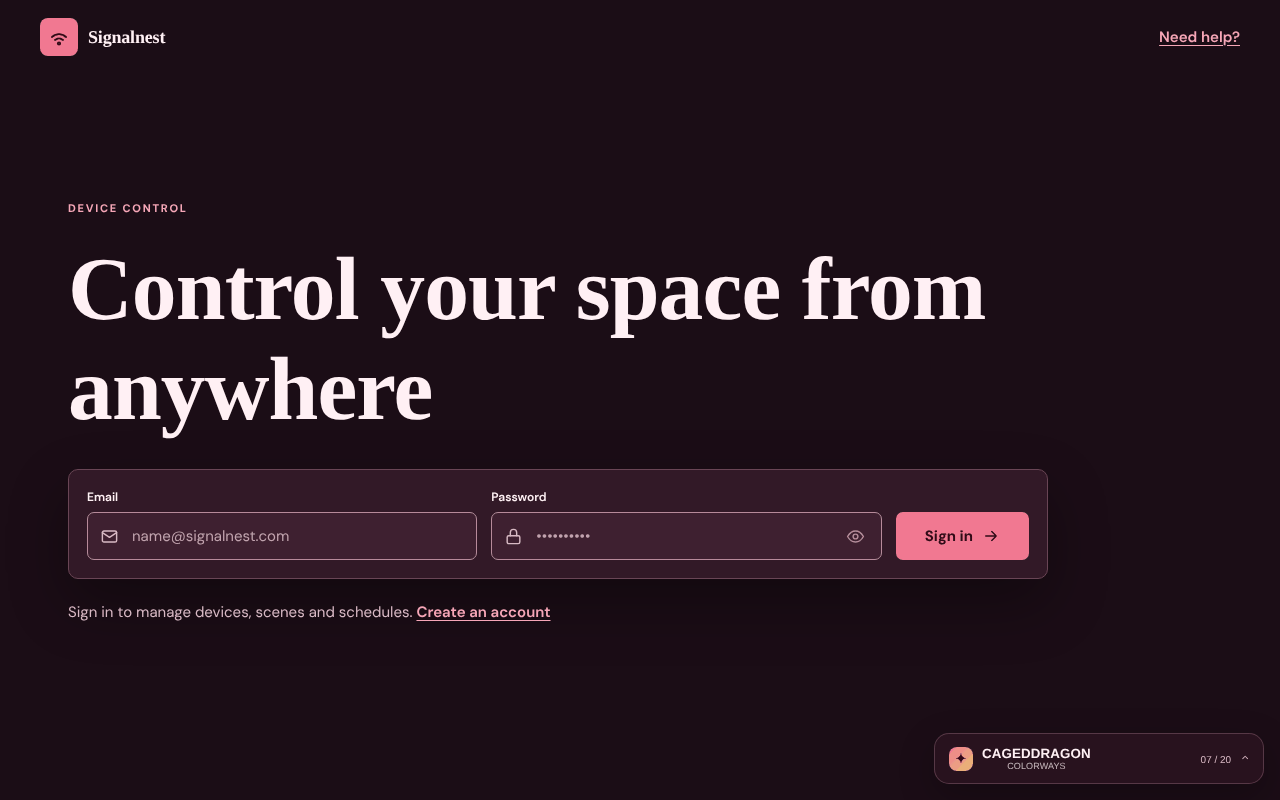 Signalnest
Need help?
DEVICE CONTROL
Control your space from
anywhere
Email
Password
name@signalnest.com
••••••••••
Sign in
Sign in to manage devices, scenes and schedules. Create an account
CAGEDDRAGON
COLORWAYS
07 / 20